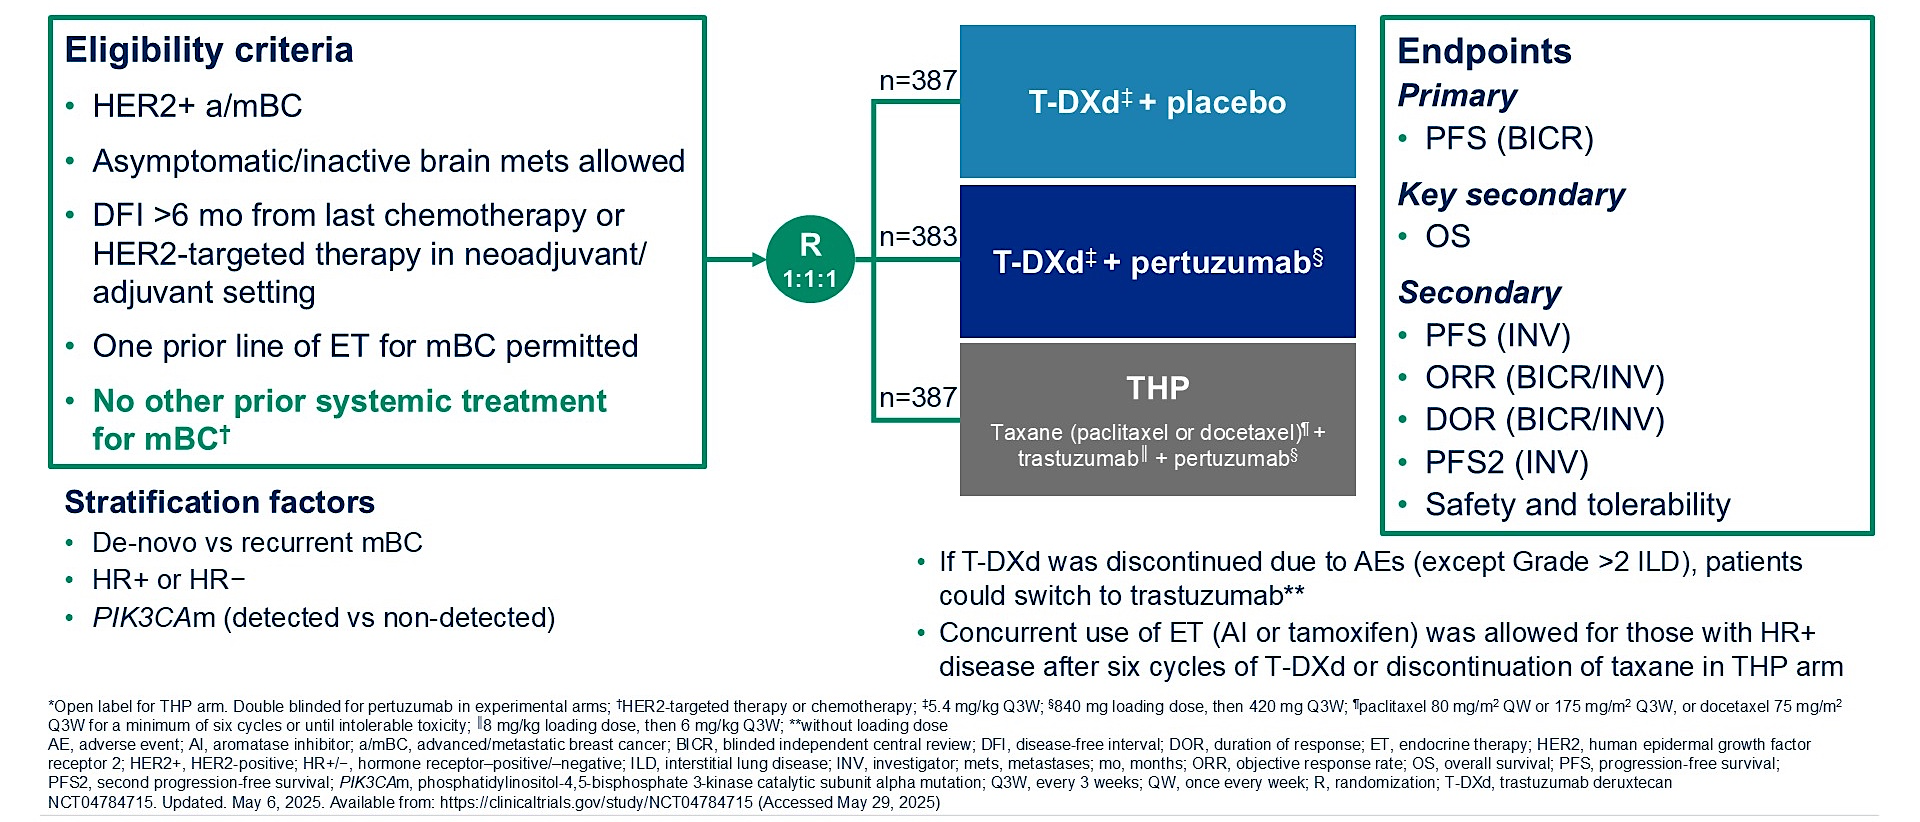 Eligibility criteria
• HER2+ a/mBC
• Asymptomatic/inactive brain mets allowed
• DFI >6 mo from last chemotherapy or
HER2-targeted therapy in neoadjuvant/
adjuvant setting
• One prior line of ET for mBC permitted
• No other prior systemic treatment
for mBC†
Stratification factors
• De-novo vs recurrent mBC
• HR+ or HR−
• PIK3CAm (detected vs non-detected)
R
1:1:1
n=387
T-DXd‡ + placebo
n=383
T-DXd‡ + pertuzumab§
n=387
THP
Taxane (paclitaxel or docetaxel)¶ +
trastuzumab‖ + pertuzumab§
Endpoints
Primary
• PFS (BICR)
Key secondary
• OS
Secondary
• PFS (INV)
• ORR (BICR/INV)
• DOR (BICR/INV)
• PFS2 (INV)
• Safety and tolerability
• If T-DXd was discontinued due to AEs (except Grade >2 ILD), patients
could switch to trastuzumab**
• Concurrent use of ET (AI or tamoxifen) was allowed for those with HR+
disease after six cycles of T-DXd or discontinuation of taxane in THP arm
*Open label for THP arm. Double blinded for pertuzumab in experimental arms; †HER2-targeted therapy or chemotherapy; ‡5.4 mg/kg Q3W; §840 mg loading dose, then 420 mg Q3W; ¶paclitaxel 80 mg/m² QW or 175 mg/m² Q3W, or docetaxel 75 mg/m²
Q3W for a minimum of six cycles or until intolerable toxicity; ‖8 mg/kg loading dose, then 6 mg/kg Q3W; **without loading dose
AE, adverse event; AI, aromatase inhibitor; a/mBC, advanced/metastatic breast cancer; BICR, blinded independent central review; DFI, disease-free interval; DOR, duration of response; ET, endocrine therapy; HER2, human epidermal growth factor
receptor 2; HER2+, HER2-positive; HR+/−, hormone receptor–positive/–negative; ILD, interstitial lung disease; INV, investigator; mets, metastases; mo, months; ORR, objective response rate; OS, overall survival; PFS, progression-free survival;
PFS2, second progression-free survival; PIK3CAm, phosphatidylinositol-4,5-bisphosphate 3-kinase catalytic subunit alpha mutation; Q3W, every 3 weeks; QW, once every week; R, randomization; T-DXd, trastuzumab deruxtecan
NCT04784715. Updated. May 6, 2025. Available from: https://clinicaltrials.gov/study/NCT04784715 (Accessed May 29, 2025)